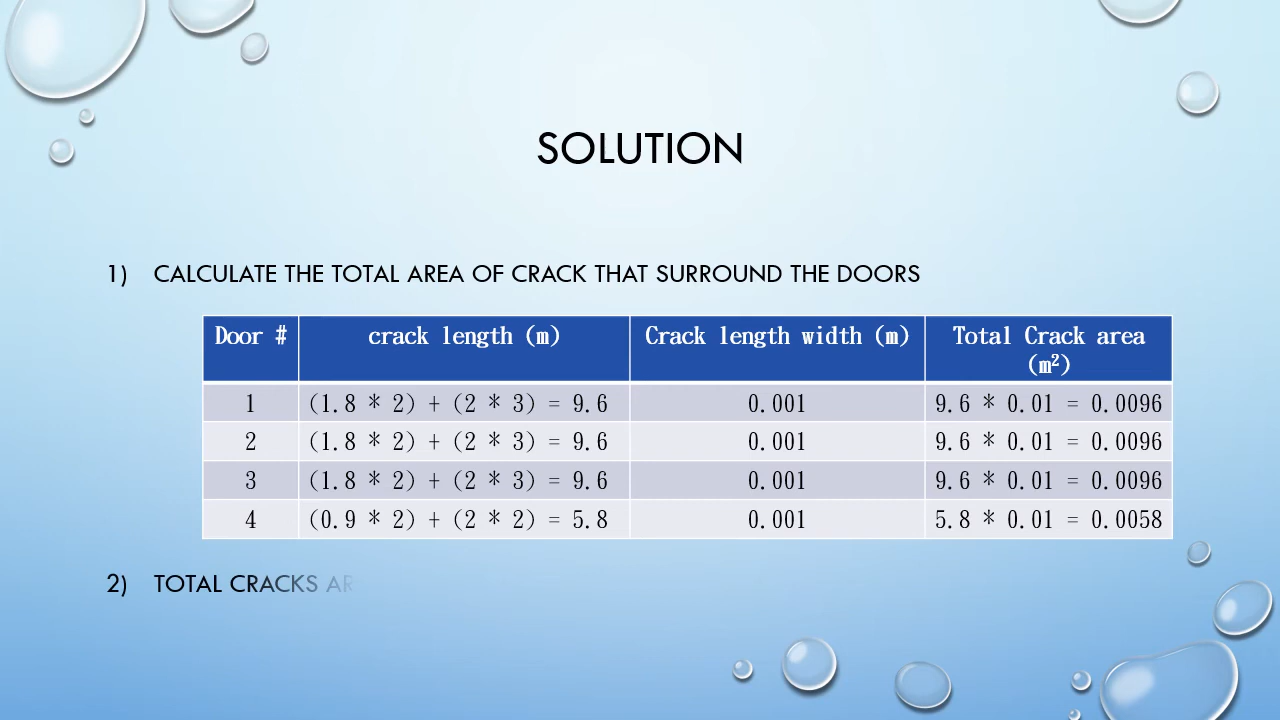 SOLUTION
1) CALCULATE THE TOTAL AREA OF CRACK THAT SURROUND THE DOORS
Door # crack length (m) Crack length width (m) Total Crack area (m²)
1 (1.8 * 2) + (2 * 3) = 9.6 0.001 9.6 * 0.01 = 0.0096
2 (1.8 * 2) + (2 * 3) = 9.6 0.001 9.6 * 0.01 = 0.0096
3 (1.8 * 2) + (2 * 3) = 9.6 0.001 9.6 * 0.01 = 0.0096
4 (0.9 * 2) + (2 * 2) = 5.8 0.001 5.8 * 0.01 = 0.0058
2) TOTAL CRACKS AR